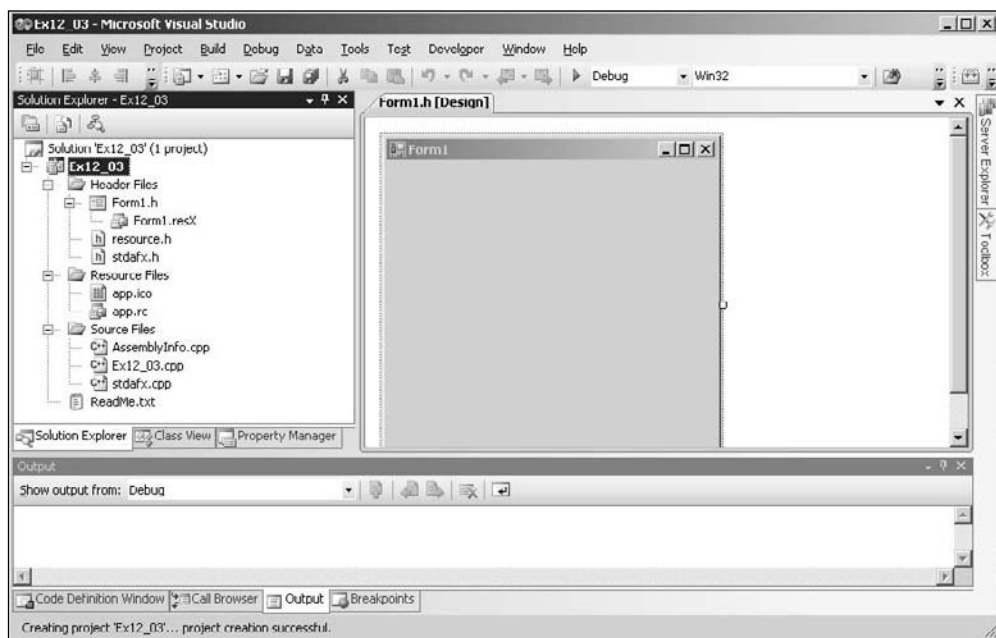 Ex12_03 - Microsoft Visual Studio
File Edit View Project Build Debug Data Tools Test Developer Window Help
Debug Win32
Solution Explorer - Ex12_03
Form1.h [Design]
Solution 'Ex12_03' (1 project)
Ex12_03
Header Files
Form1.h
Form1.resX
resource.h
stdafx.h
Resource Files
app.ico
app.rc
Source Files
AssemblyInfo.cpp
Ex12_03.cpp
stdafx.cpp
ReadMe.txt
Form1
Server Explorer
Toolbox
Solution Explorer Class View Property Manager
Output
Show output from: Debug
Code Definition Window Call Browser Output Breakpoints
Creating project 'Ex12_03'... project creation successful.